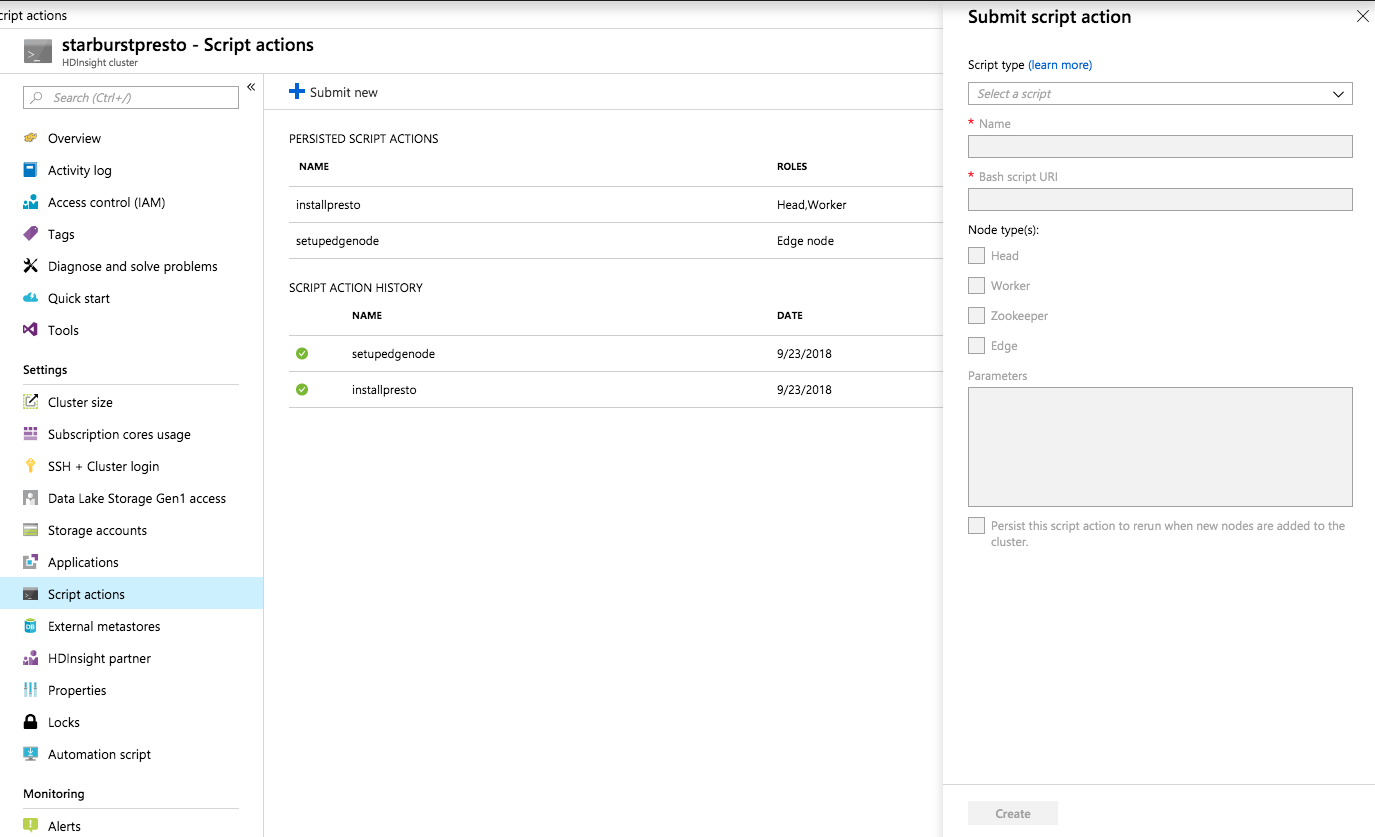 cript actions
starburstpresto - Script actions
HDInsight cluster
Search (Ctrl+/)
«
Overview
Activity log
Access control (IAM)
Tags
Diagnose and solve problems
Quick start
Tools
Settings
Cluster size
Subscription cores usage
SSH + Cluster login
Data Lake Storage Gen1 access
Storage accounts
Applications
Script actions
External metastores
HDInsight partner
Properties
Locks
Automation script
Monitoring
Alerts
Submit new
PERSISTED SCRIPT ACTIONS
NAME ROLES
installpresto Head,Worker
setupedgenode Edge node
SCRIPT ACTION HISTORY
NAME DATE
setupedgenode 9/23/2018
installpresto 9/23/2018
Submit script action
Script type (learn more)
Select a script
* Name
* Bash script URI
Node type(s):
Head
Worker
Zookeeper
Edge
Parameters
Persist this script action to rerun when new nodes are added to the
cluster.
Create